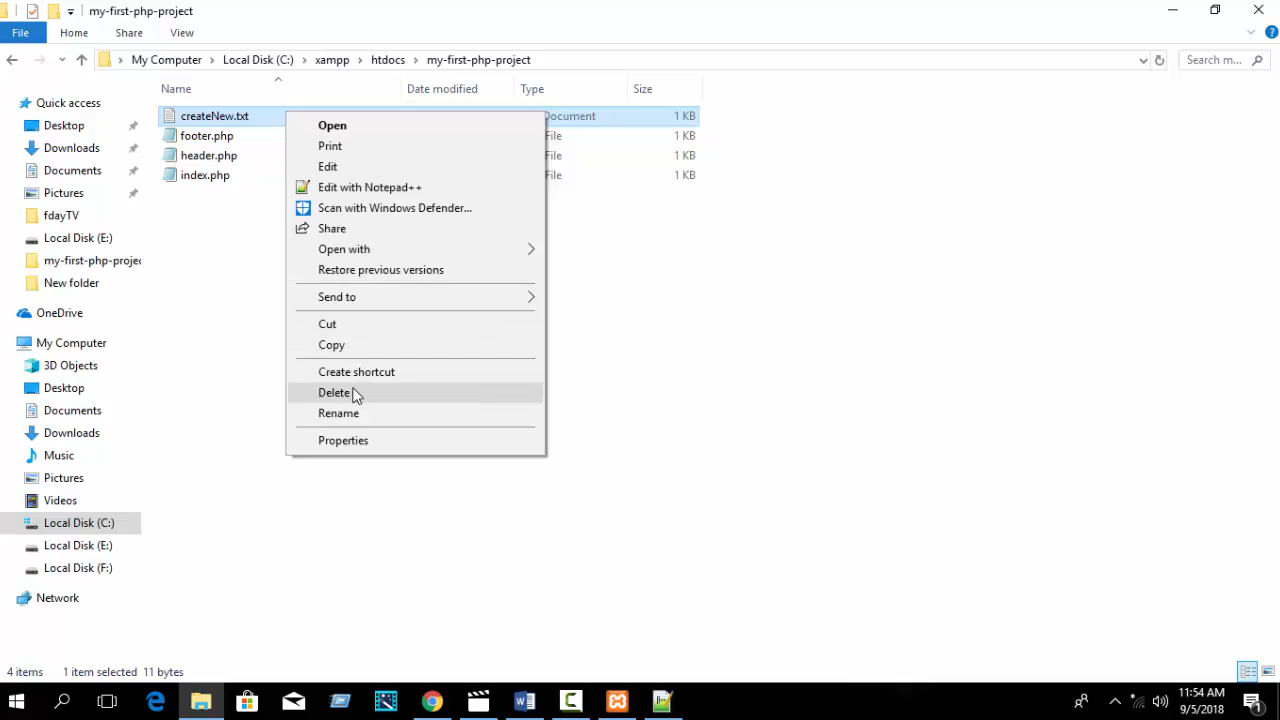 my-first-php-project
File Home Share View
My Computer Local Disk (C:) xampp htdocs my-first-php-project Search m...
Name Date modified Type Size
Quick access
Desktop
Downloads
Documents
Pictures
fdayTV
Local Disk (E:)
my-first-php-projec
New folder
OneDrive
My Computer
3D Objects
Desktop
Documents
Downloads
Music
Pictures
Videos
Local Disk (C:)
Local Disk (E:)
Local Disk (F:)
Network
createNew.txt Document 1 KB
footer.php File 1 KB
header.php File 1 KB
index.php File 1 KB
Open
Print
Edit
Edit with Notepad++
Scan with Windows Defender...
Share
Open with
Restore previous versions
Send to
Cut
Copy
Create shortcut
Delete
Rename
Properties
4 items 1 item selected 11 bytes
11:54 AM
9/5/2018
1